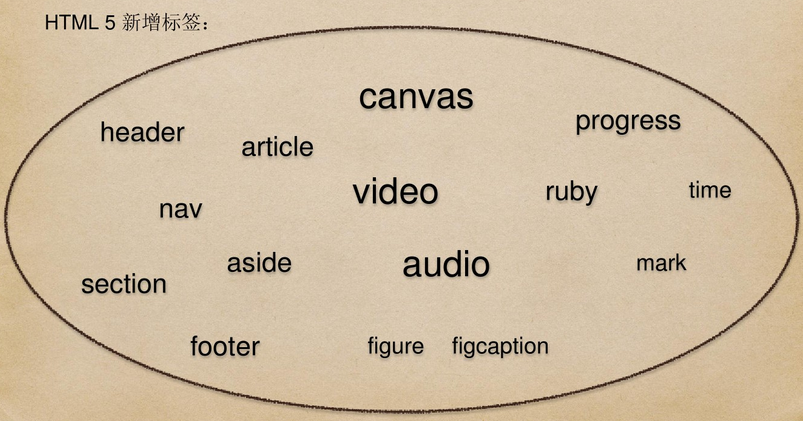 HTML 5 新增标签：
canvas
header
article
progress
nav
video
ruby
time
section
aside
audio
mark
footer
figure
figcaption